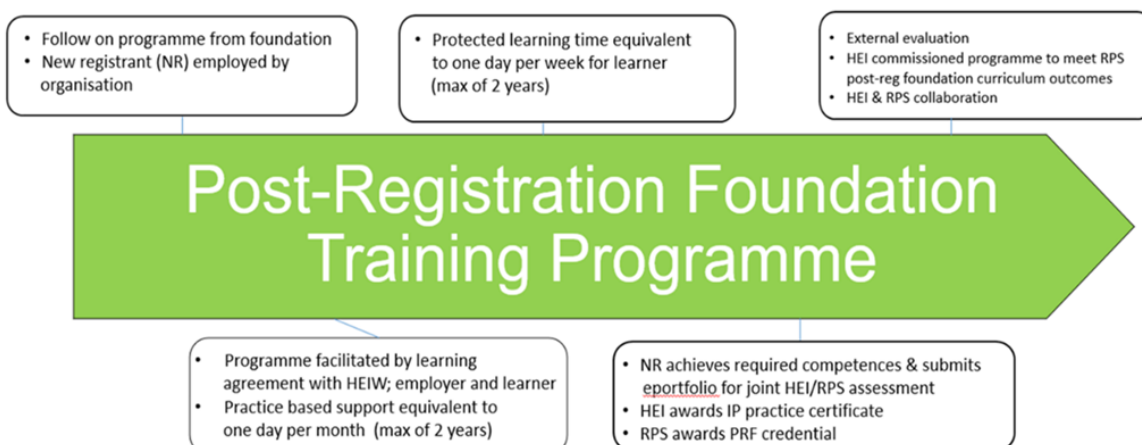 • Follow on programme from foundation
• New registrant (NR) employed by
organisation
• Protected learning time equivalent
to one day per week for learner
(max of 2 years)
• External evaluation
• HEI commissioned programme to meet RPS
post-reg foundation curriculum outcomes
• HEI & RPS collaboration
Post-Registration Foundation
Training Programme
• Programme facilitated by learning
agreement with HEIW; employer and learner
• Practice based support equivalent to
one day per month (max of 2 years)
• NR achieves required competences & submits
eportfolio for joint HEI/RPS assessment
• HEI awards IP practice certificate
• RPS awards PRF credential